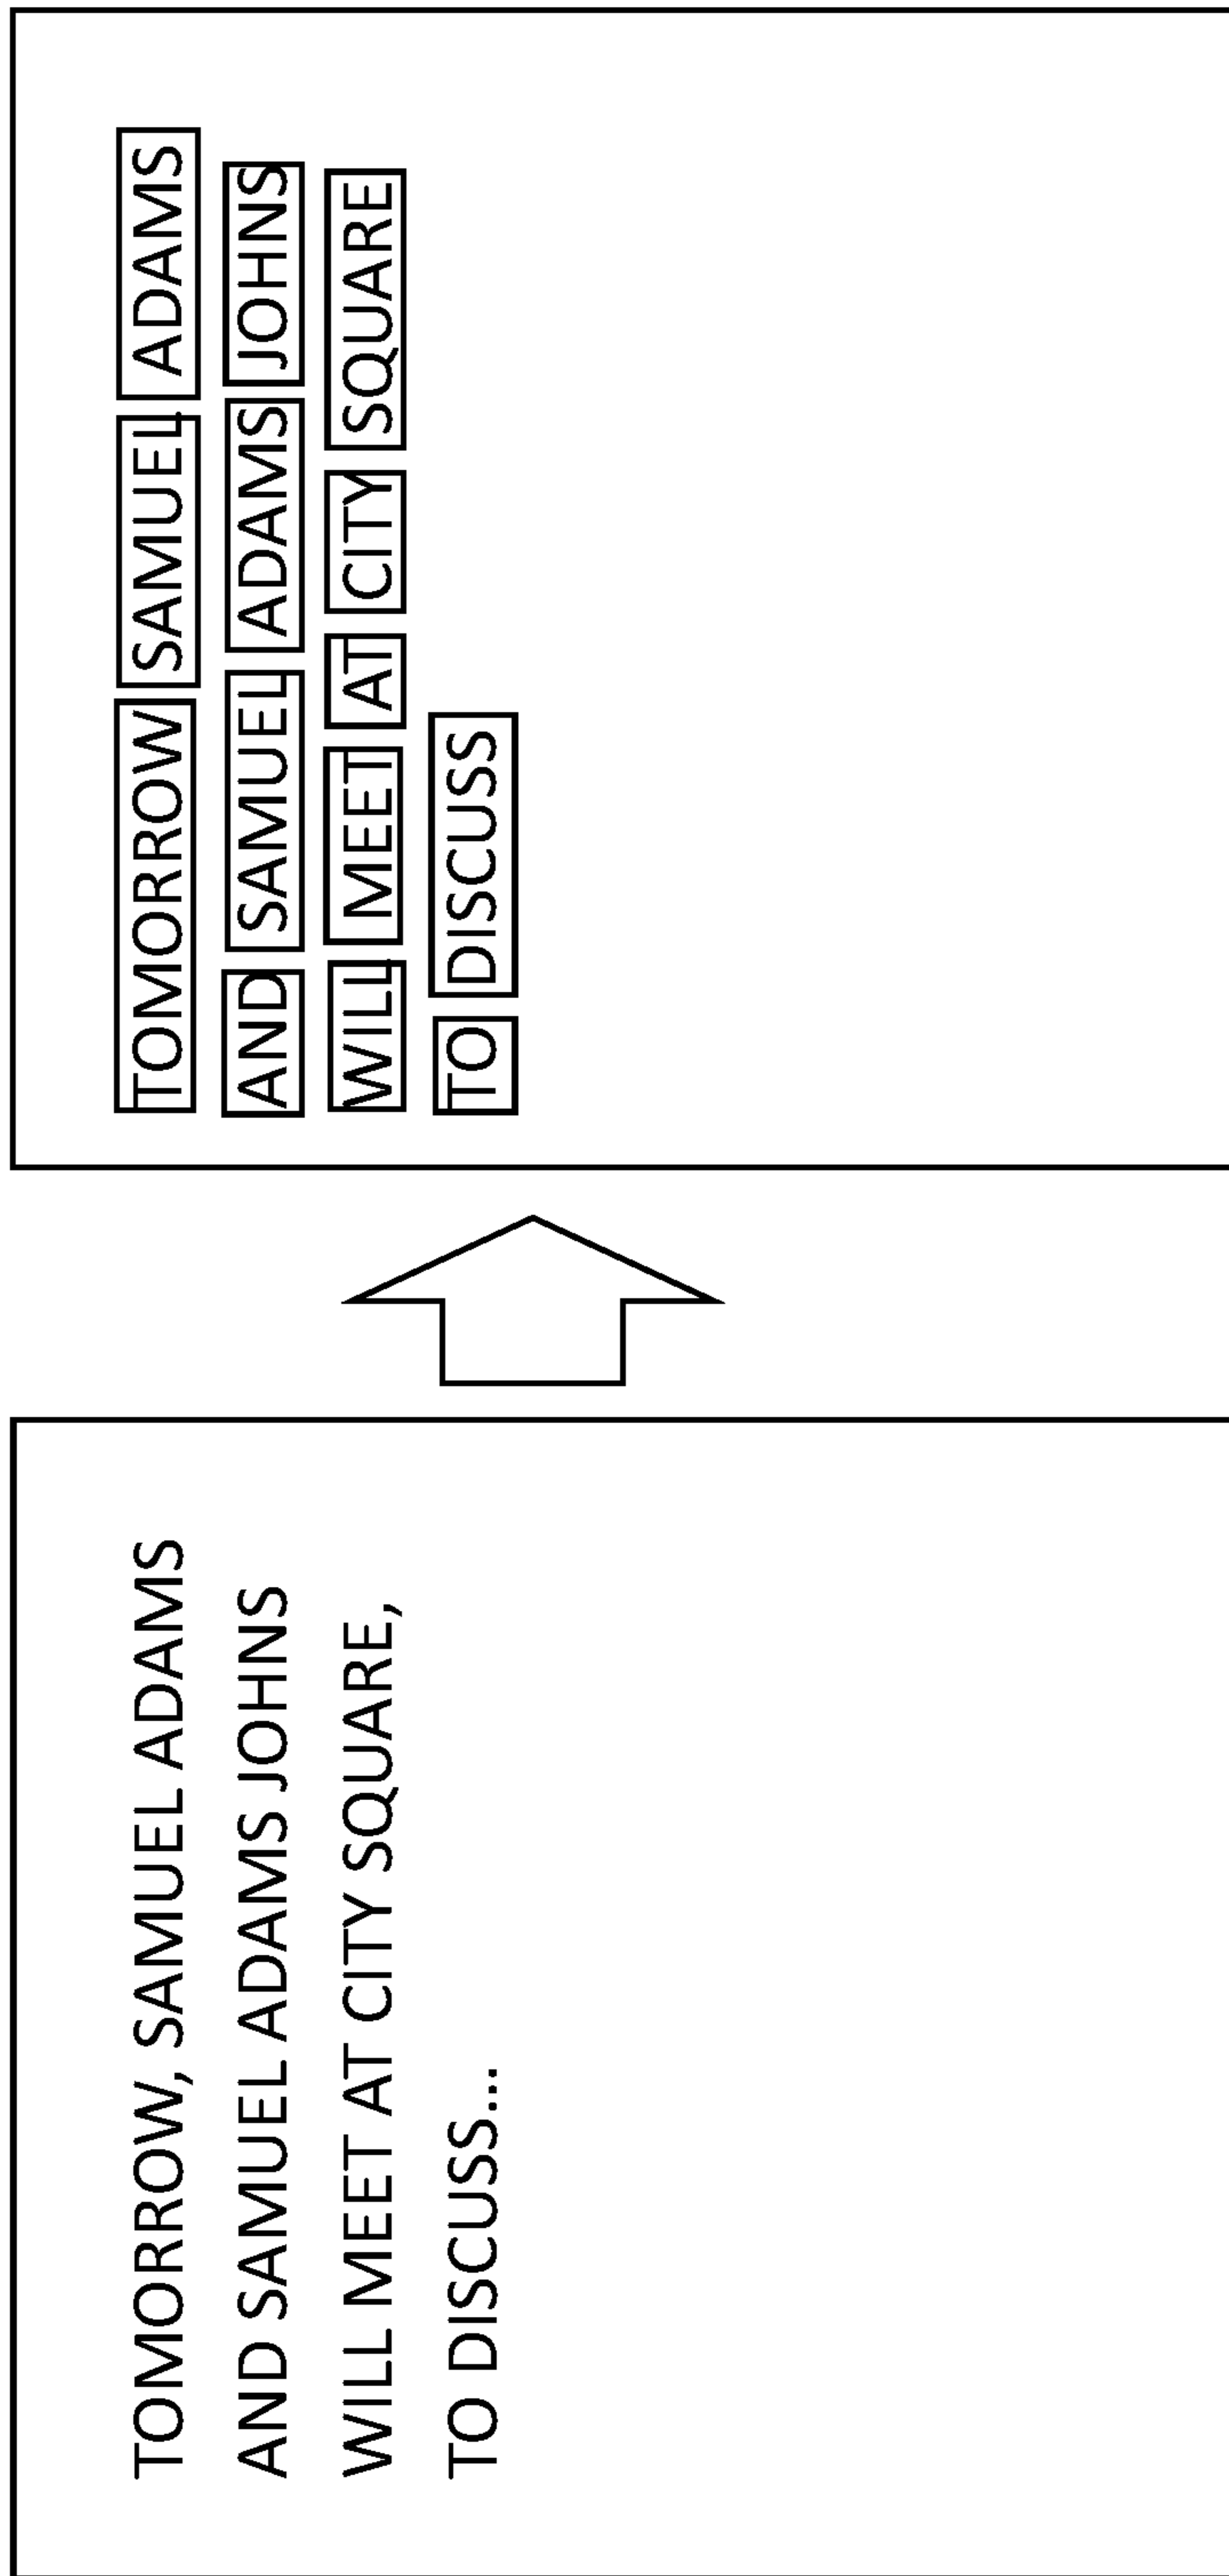 TOMORROW, SAMUEL ADAMS
AND SAMUEL ADAMS JOHNS
WILL MEET AT CITY SQUARE,
TO DISCUSS...
TOMORROW SAMUEL ADAMS
AND SAMUEL ADAMS JOHNS
WILL MEET AT CITY SQUARE
TO DISCUSS